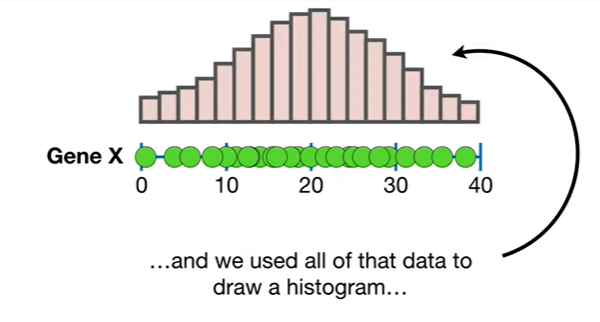 Gene X
0 10 20 30 40
…and we used all of that data to
draw a histogram…